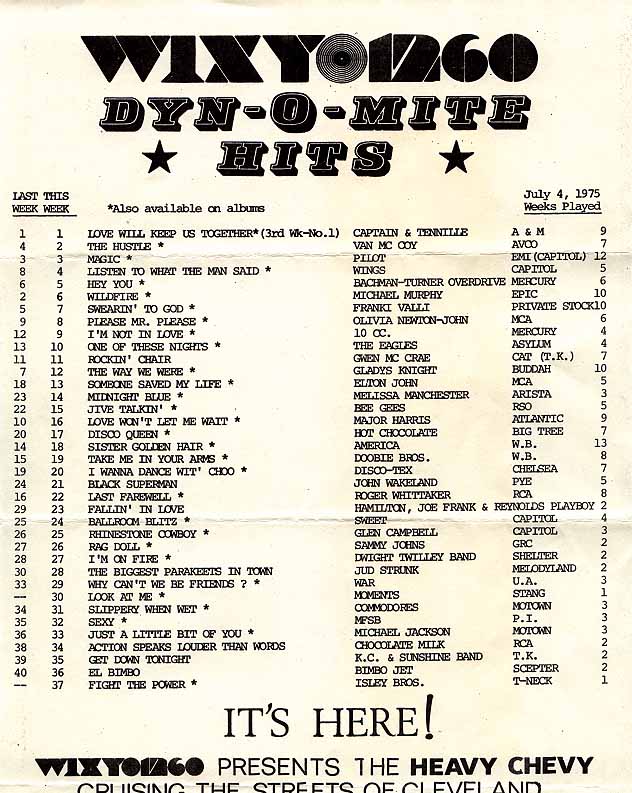 WIXY 1260
DYN-O-MITE
HITS
July 4, 1975
LAST THIS
WEEK WEEK *Also available on albums Weeks Played
1 1 LOVE WILL KEEP US TOGETHER*(3rd Wk-No.1) CAPTAIN & TENNILLE A & M 9
4 2 THE HUSTLE * VAN MC COY AVCO 7
3 3 MAGIC * PILOT EMI(CAPITOL) 12
8 4 LISTEN TO WHAT THE MAN SAID * WINGS CAPITOL 5
6 5 HEY YOU * BACHMAN-TURNER OVERDRIVE MERCURY 6
2 6 WILDFIRE * MICHAEL MURPHY EPIC 10
5 7 SWEARIN' TO GOD * FRANKI VALLI PRIVATE STOCK10
9 8 PLEASE MR. PLEASE * OLIVIA NEWTON-JOHN MCA 6
12 9 I'M NOT IN LOVE * 10 CC. MERCURY 4
13 10 ONE OF THESE NIGHTS * THE EAGLES ASYLUM 4
11 11 ROCKIN' CHAIR GWEN MC CRAE CAT (T.K.) 7
7 12 THE WAY WE WERE * GLADYS KNIGHT BUDDAH 10
18 13 SOMEONE SAVED MY LIFE * ELTON JOHN MCA 5
23 14 MIDNIGHT BLUE * MELISSA MANCHESTER ARISTA 3
22 15 JIVE TALKIN' * BEE GEES RSO 5
10 16 LOVE WON'T LET ME WAIT * MAJOR HARRIS ATLANTIC 9
20 17 DISCO QUEEN * HOT CHOCOLATE BIG TREE 7
14 18 SISTER GOLDEN HAIR * AMERICA W.B. 13
15 19 TAKE ME IN YOUR ARMS * DOOBIE BROS. W.B. 8
19 20 I WANNA DANCE WIT' CHOO * DISCO-TEX CHELSEA 7
24 21 BLACK SUPERMAN JOHN WAKELAND PYE 5
16 22 LAST FAREWELL * ROGER WHITTAKER RCA 8
29 23 FALLIN' IN LOVE HAMILTON, JOE FRANK & REYNOLDS PLAYBOY 2
25 24 BALLROOM BLITZ * SWEET CAPITOL 4
26 25 RHINESTONE COWBOY * GLEN CAMPBELL CAPITOL 3
27 26 RAG DOLL * SAMMY JOHNS GRC 2
28 27 I'M ON FIRE * DWIGHT TWILLEY BAND SHELTER 2
30 28 THE BIGGEST PARAKEETS IN TOWN JUD STRUNK MELODYLAND 2
33 29 WHY CAN'T WE BE FRIENDS ? * WAR U.A. 3
-- 30 LOOK AT ME * MOMENTS STANG 1
34 31 SLIPPERY WHEN WET * COMMODORES MOTOWN 3
35 32 SEXY * MFSB P.I. 3
36 33 JUST A LITTLE BIT OF YOU * MICHAEL JACKSON MOTOWN 3
38 34 ACTION SPEAKS LOUDER THAN WORDS CHOCOLATE MILK RCA 2
39 35 GET DOWN TONIGHT K.C. & SUNSHINE BAND T.K. 2
40 36 EL BIMBO BIMBO JET SCEPTER 2
-- 37 FIGHT THE POWER * ISLEY BROS. T-NECK 1
IT'S HERE!
WIXY 1260 PRESENTS THE HEAVY CHEVY
CRUISING THE STREETS OF CLEVELAND